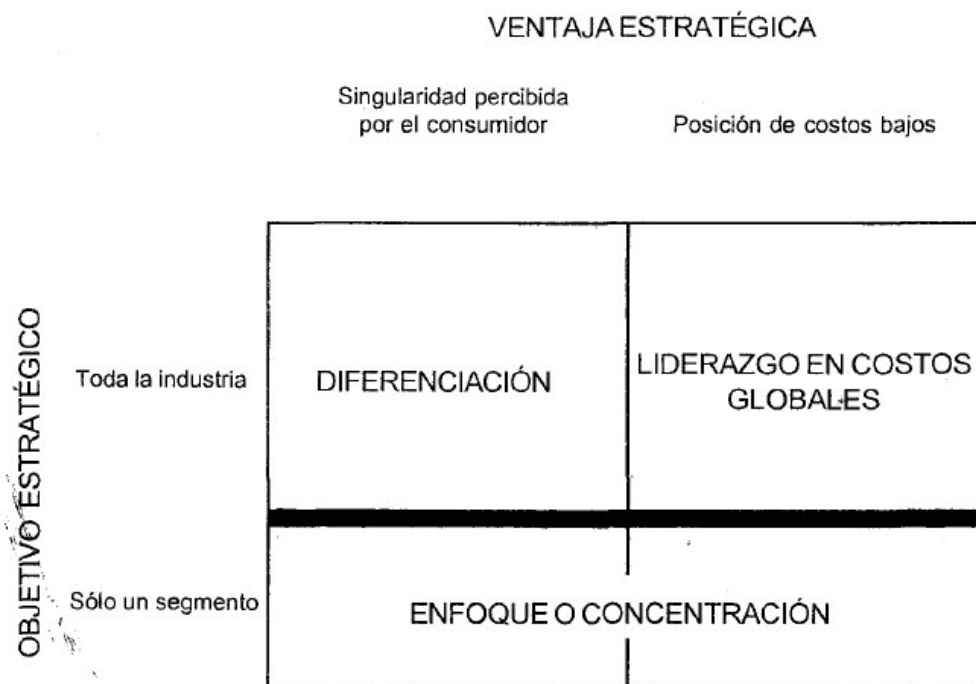 VENTAJA ESTRATÉGICA
Singularidad percibida
por el consumidor
Posición de costos bajos
OBJETIVO ESTRATÉGICO
Toda la industria
DIFERENCIACIÓN
LIDERAZGO EN COSTOS
GLOBALES
Sólo un segmento
ENFOQUE O CONCENTRACIÓN